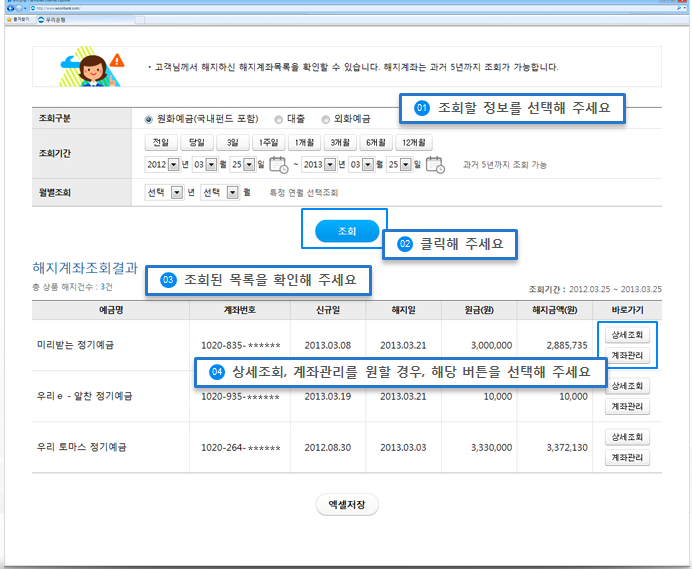 http://www.wooribank.com/
즐겨찾기 우리은행
· 고객님께서 해지하신 해지계좌목록을 확인할 수 있습니다. 해지계좌는 과거 5년까지 조회가 가능합니다.
01 조회할 정보를 선택해 주세요
조회구분 원화예금(국내펀드 포함) 대출 외화예금
조회기간 전일 당일 3일 1주일 1개월 3개월 6개월 12개월
2012 년 03 월 25 일 ~ 2013 년 03 월 25 일 과거 5년까지 조회 가능
월별조회 선택 년 선택 월 특정 연월 선택조회
조회
02 클릭해 주세요
해지계좌조회결과
03 조회된 목록을 확인해 주세요
총 상품 해지건수 : 3건
조회기간 : 2012.03.25 ~ 2013.03.25
예금명 계좌번호 신규일 해지일 원금(원) 해지금액(원) 바로가기
미리받는 정기예금 1020-835-****** 2013.03.08 2013.03.21 3,000,000 2,885,735 상세조회
계좌관리
04 상세조회, 계좌관리를 원할 경우, 해당 버튼을 선택해 주세요
우리 e - 알찬 정기예금 1020-935-****** 2013.03.19 2013.03.21 10,000 10,000 상세조회
계좌관리
우리 토마스 정기예금 1020-264-****** 2012.08.30 2013.03.03 3,330,000 3,372,130 상세조회
계좌관리
엑셀저장